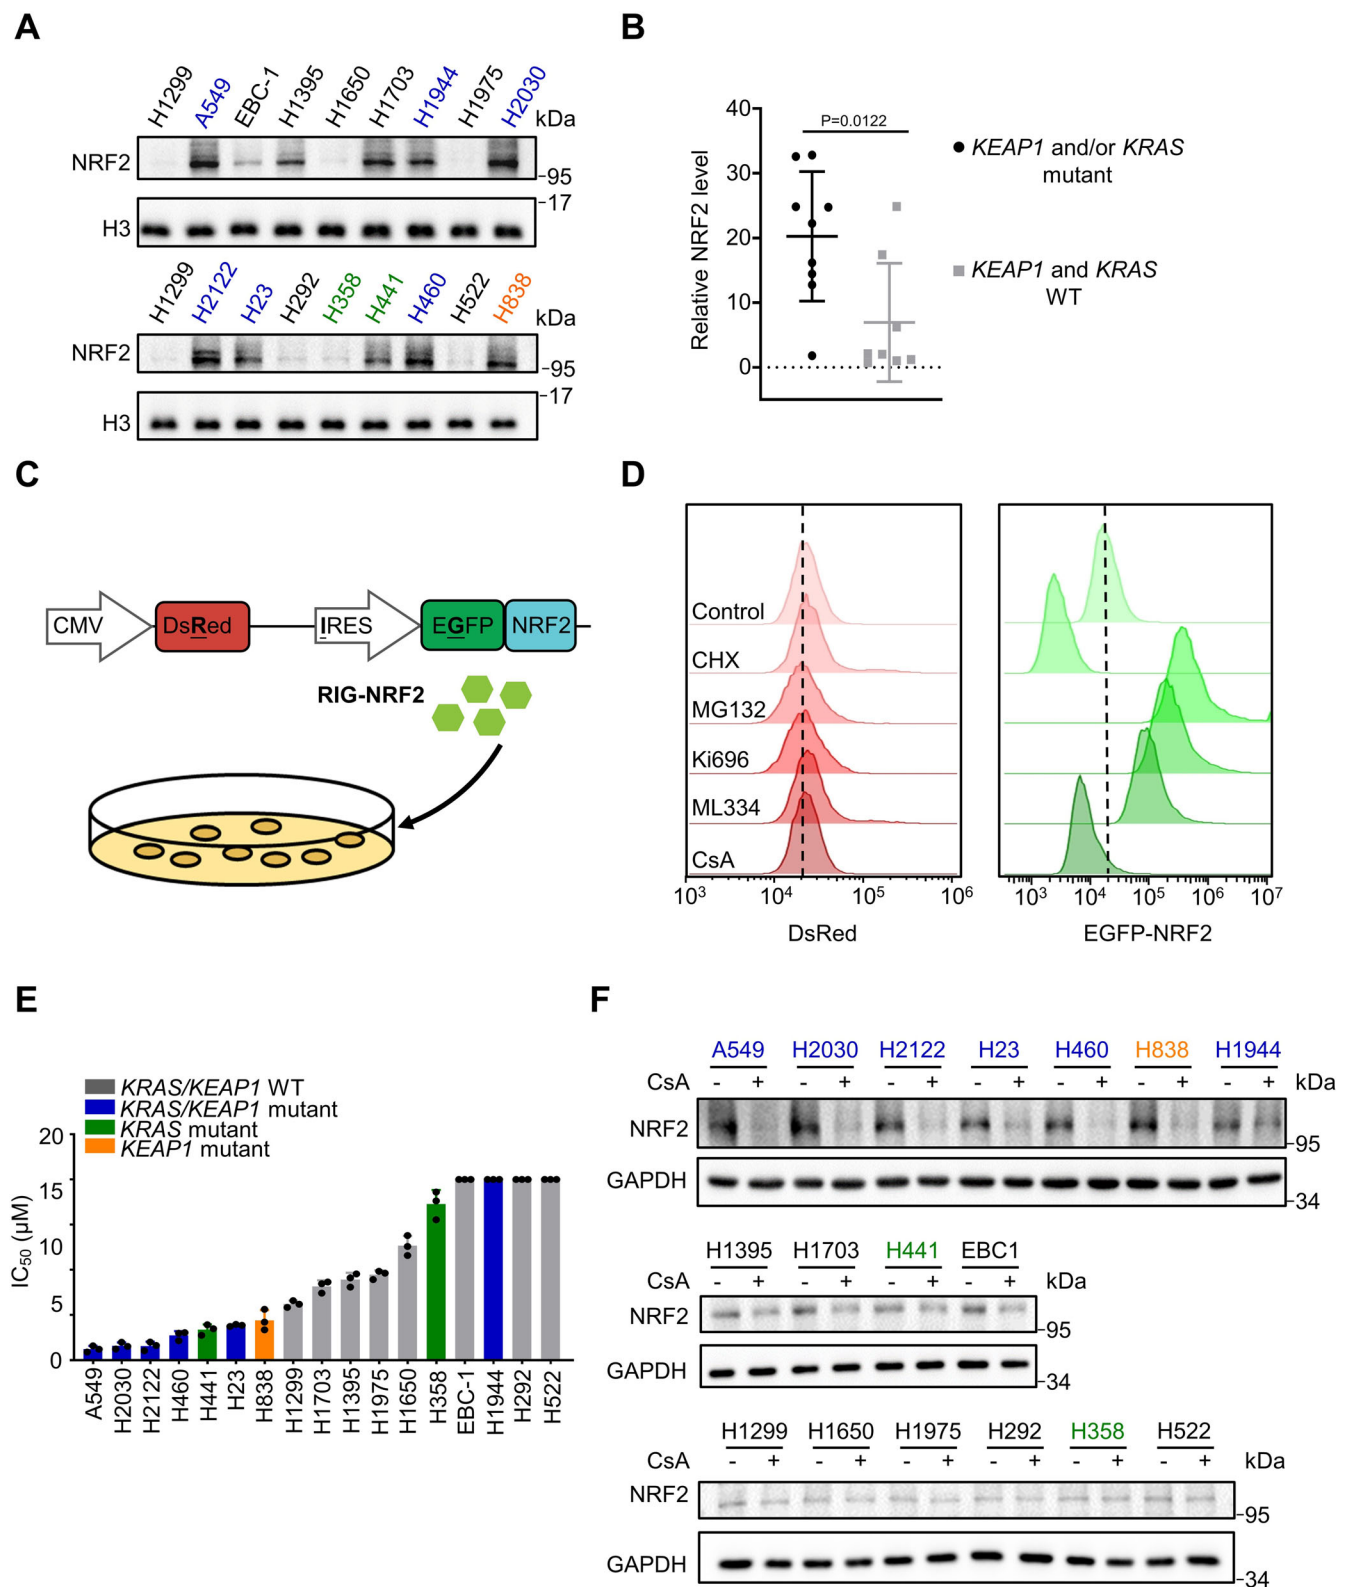 A
H1299 A549 EBC-1 H1395 H1650 H1703 H1944 H1975 H2030 kDa
NRF2
-95
-17
H3
H1299 H2122 H23 H292 H358 H441 H460 H522 H838 kDa
NRF2
-95
-17
H3
B
40
30
20
10
0
Relative NRF2 level
P=0.0122
KEAP1 and/or KRAS
mutant
KEAP1 and KRAS
WT
C
CMV DsRed IRES EGFP NRF2
RIG-NRF2
D
Control
CHX
MG132
Ki696
ML334
CsA
10³ 10⁴ 10⁵ 10⁶
DsRed
10³ 10⁴ 10⁵ 10⁶ 10⁷
EGFP-NRF2
E
KRAS/KEAP1 WT
KRAS/KEAP1 mutant
KRAS mutant
KEAP1 mutant
20
15
10
5
0
IC₅₀ (μM)
A549 H2030 H2122 H460 H441 H23 H838 H1299 H1703 H1395 H1975 H1650 H358 EBC-1 H1944 H292 H522
F
A549 H2030 H2122 H23 H460 H838 H1944
CsA - + - + - + - + - + - + - + kDa
NRF2
-95
GAPDH
-34
H1395 H1703 H441 EBC1
CsA - + - + - + - + kDa
NRF2
-95
GAPDH
-34
H1299 H1650 H1975 H292 H358 H522
CsA - + - + - + - + - + - + kDa
NRF2
-95
GAPDH
-34